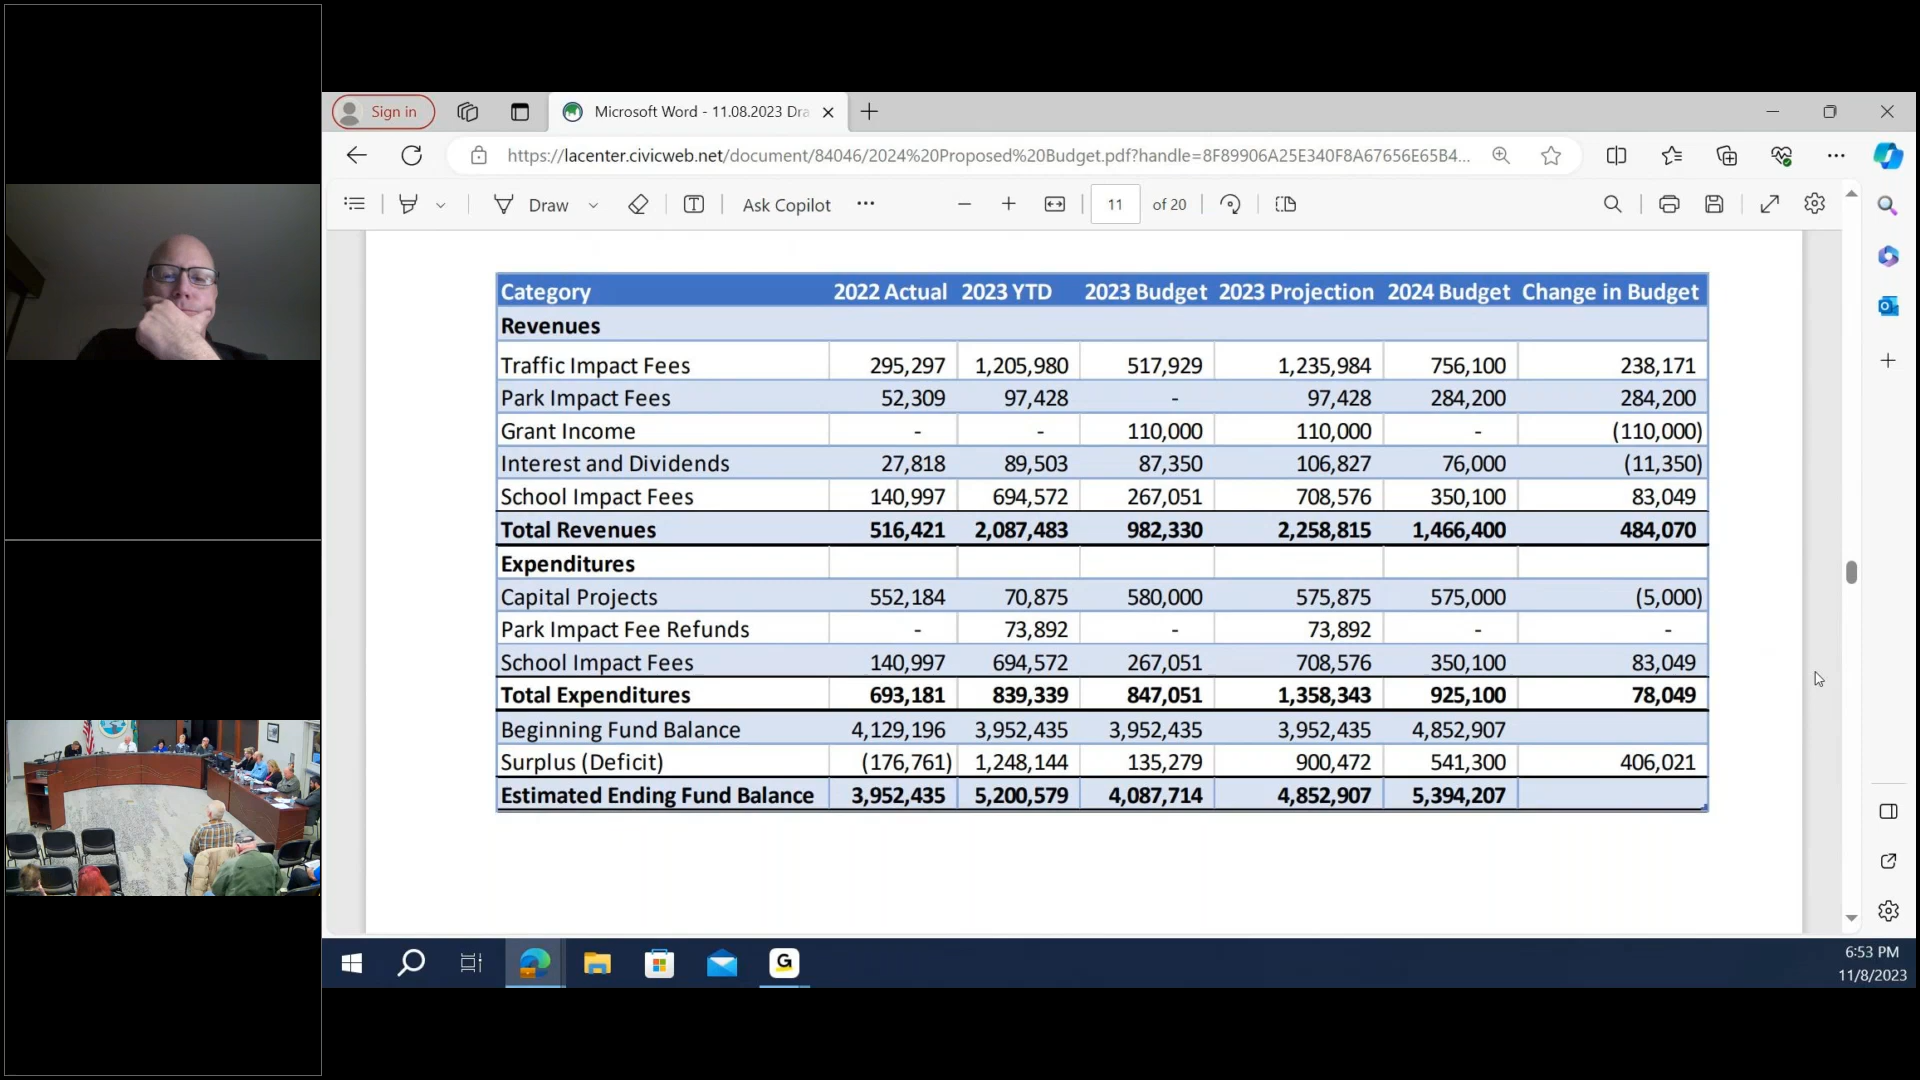 Sign in
Microsoft Word - 11.08.2023 Dra
https://lacenter.civicweb.net/document/84046/2024%20Proposed%20Budget.pdf?handle=8F89906A25E340F8A67656E65B4...
Draw Ask Copilot 11 of 20
Category 2022 Actual 2023 YTD 2023 Budget 2023 Projection 2024 Budget Change in Budget
Revenues
Traffic Impact Fees 295,297 1,205,980 517,929 1,235,984 756,100 238,171
Park Impact Fees 52,309 97,428 - 97,428 284,200 284,200
Grant Income - - 110,000 110,000 - (110,000)
Interest and Dividends 27,818 89,503 87,350 106,827 76,000 (11,350)
School Impact Fees 140,997 694,572 267,051 708,576 350,100 83,049
Total Revenues 516,421 2,087,483 982,330 2,258,815 1,466,400 484,070
Expenditures
Capital Projects 552,184 70,875 580,000 575,875 575,000 (5,000)
Park Impact Fee Refunds - 73,892 - 73,892 - -
School Impact Fees 140,997 694,572 267,051 708,576 350,100 83,049
Total Expenditures 693,181 839,339 847,051 1,358,343 925,100 78,049
Beginning Fund Balance 4,129,196 3,952,435 3,952,435 3,952,435 4,852,907
Surplus (Deficit) (176,761) 1,248,144 135,279 900,472 541,300 406,021
Estimated Ending Fund Balance 3,952,435 5,200,579 4,087,714 4,852,907 5,394,207
G
6:53 PM
11/8/2023